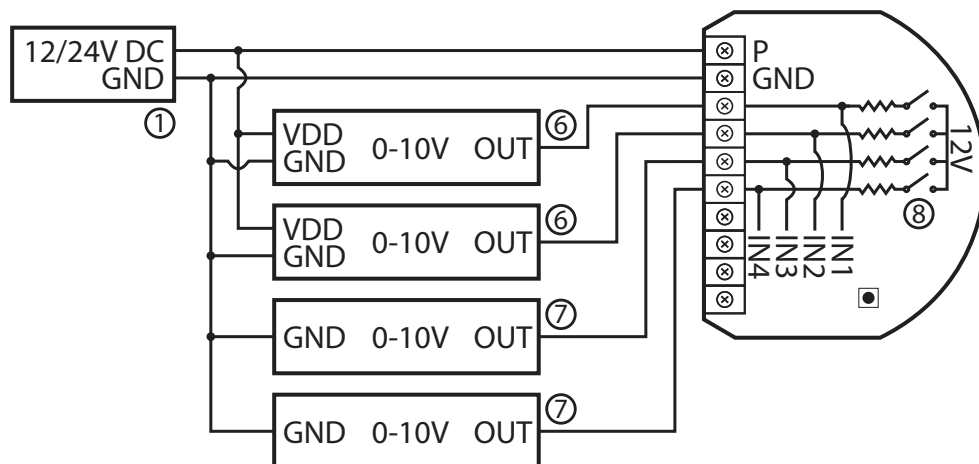 12/24V DC
GND
①
VDD
GND
0-10V
OUT
⑥
VDD
GND
0-10V
OUT
⑥
GND
0-10V
OUT
⑦
GND
0-10V
OUT
⑦
P
GND
12V
⑧
IN4
IN3
IN2
IN1